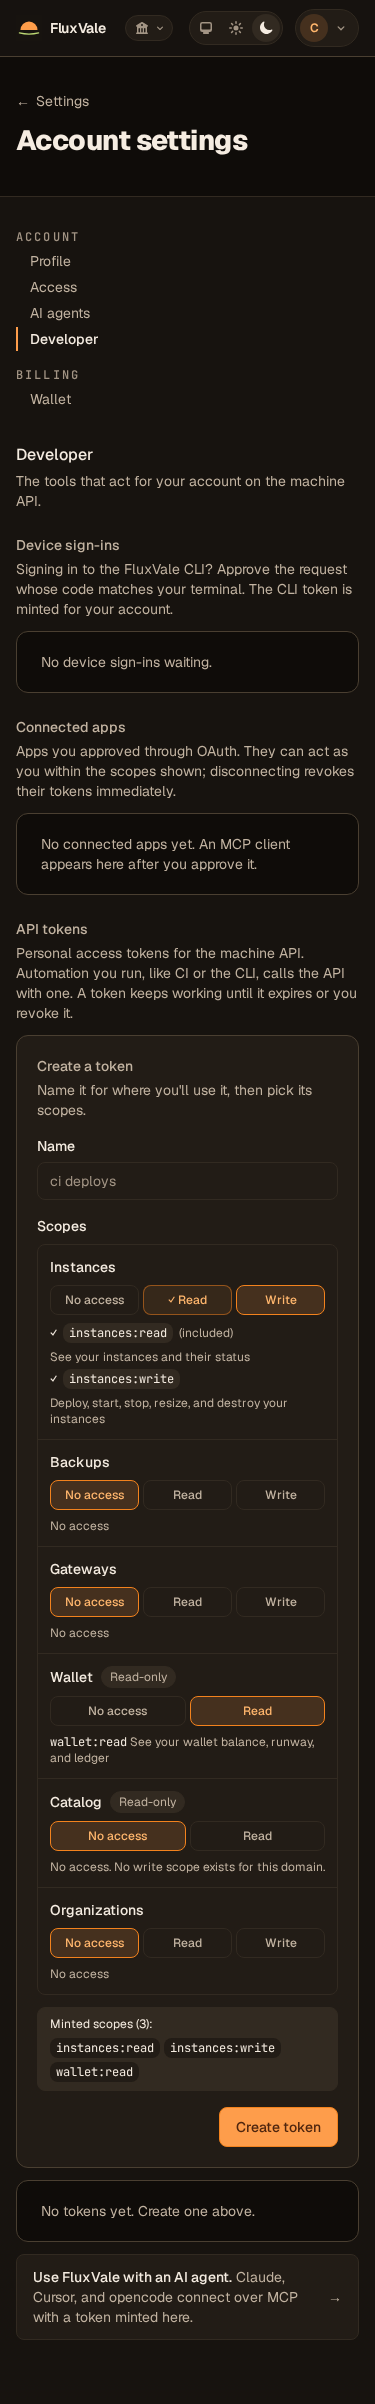 FluxVale
C
← Settings
Account settings
ACCOUNT
Profile
Access
AI agents
Developer
BILLING
Wallet
Developer
The tools that act for your account on the machine
API.
Device sign-ins
Signing in to the FluxVale CLI? Approve the request
whose code matches your terminal. The CLI token is
minted for your account.
No device sign-ins waiting.
Connected apps
Apps you approved through OAuth. They can act as
you within the scopes shown; disconnecting revokes
their tokens immediately.
No connected apps yet. An MCP client
appears here after you approve it.
API tokens
Personal access tokens for the machine API.
Automation you run, like CI or the CLI, calls the API
with one. A token keeps working until it expires or you
revoke it.
Create a token
Name it for where you'll use it, then pick its
scopes.
Name
ci deploys
Scopes
Instances
No access ✓ Read Write
✓ instances:read (included)
See your instances and their status
✓ instances:write
Deploy, start, stop, resize, and destroy your
instances
Backups
No access Read Write
No access
Gateways
No access Read Write
No access
Wallet Read-only
No access Read
wallet:read See your wallet balance, runway,
and ledger
Catalog Read-only
No access Read
No access. No write scope exists for this domain.
Organizations
No access Read Write
No access
Minted scopes (3):
instances:read instances:write
wallet:read
Create token
No tokens yet. Create one above.
Use FluxVale with an AI agent. Claude,
Cursor, and opencode connect over MCP →
with a token minted here.